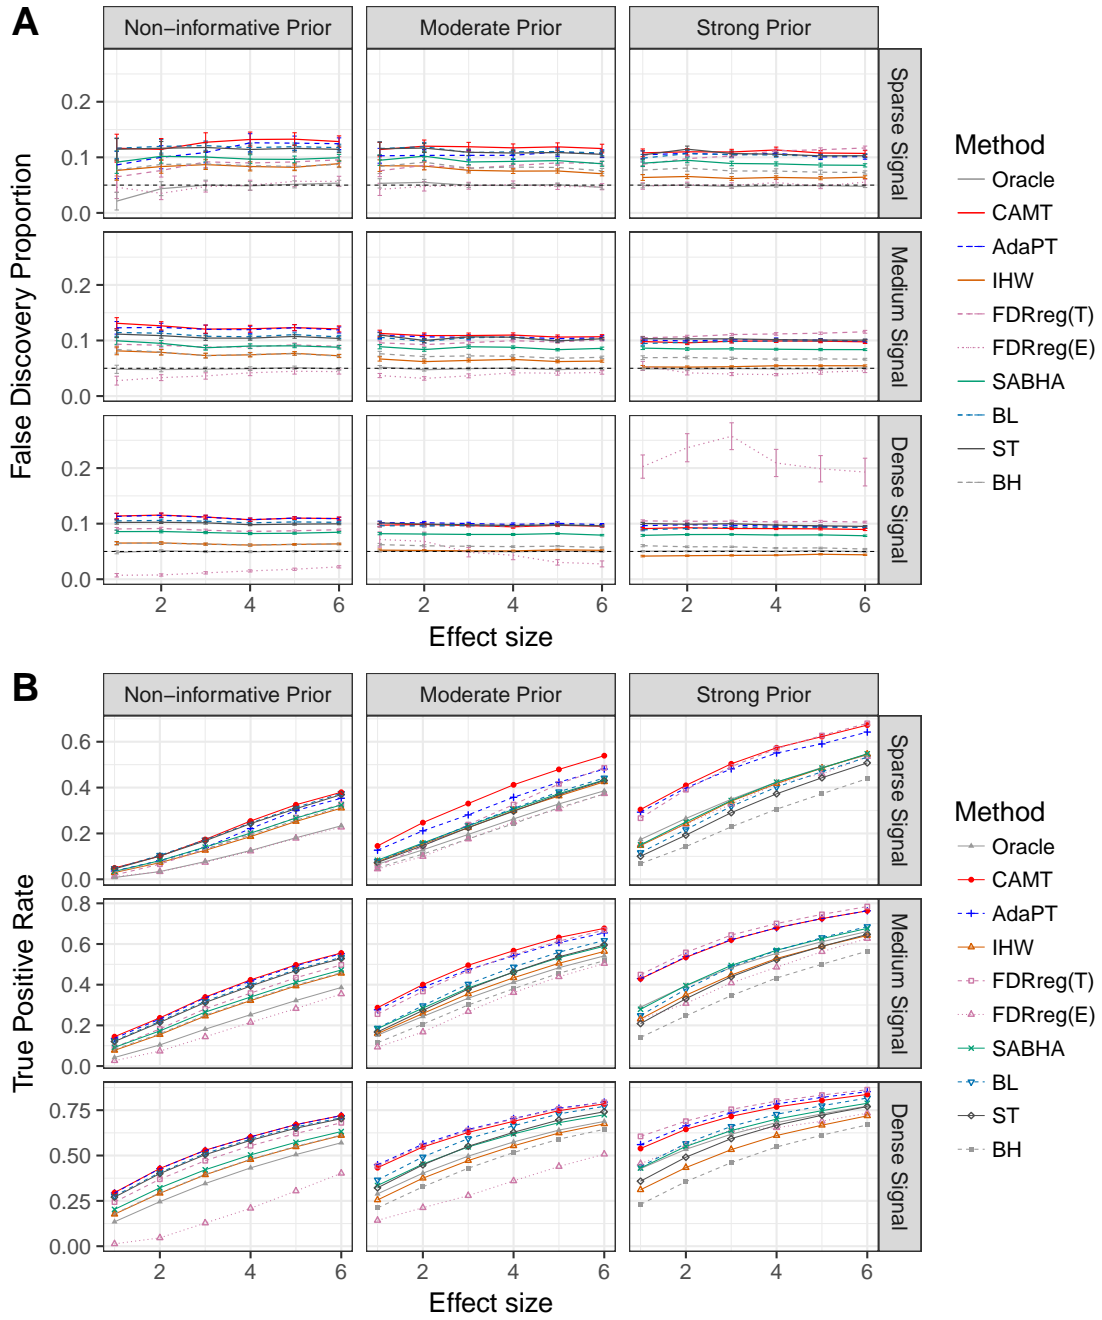 A
Non−informative Prior
Moderate Prior
Strong Prior
False Discovery Proportion
0.2
0.1
0.0
Sparse Signal
0.2
0.1
0.0
Medium Signal
0.2
0.1
0.0
Dense Signal
2 4 6
2 4 6
2 4 6
Effect size
Method
Oracle
CAMT
AdaPT
IHW
FDRreg(T)
FDRreg(E)
SABHA
BL
ST
BH
B
Non−informative Prior
Moderate Prior
Strong Prior
True Positive Rate
0.6
0.4
0.2
0.0
Sparse Signal
0.8
0.6
0.4
0.2
0.0
Medium Signal
0.75
0.50
0.25
0.00
Dense Signal
2 4 6
2 4 6
2 4 6
Effect size
Method
Oracle
CAMT
AdaPT
IHW
FDRreg(T)
FDRreg(E)
SABHA
BL
ST
BH